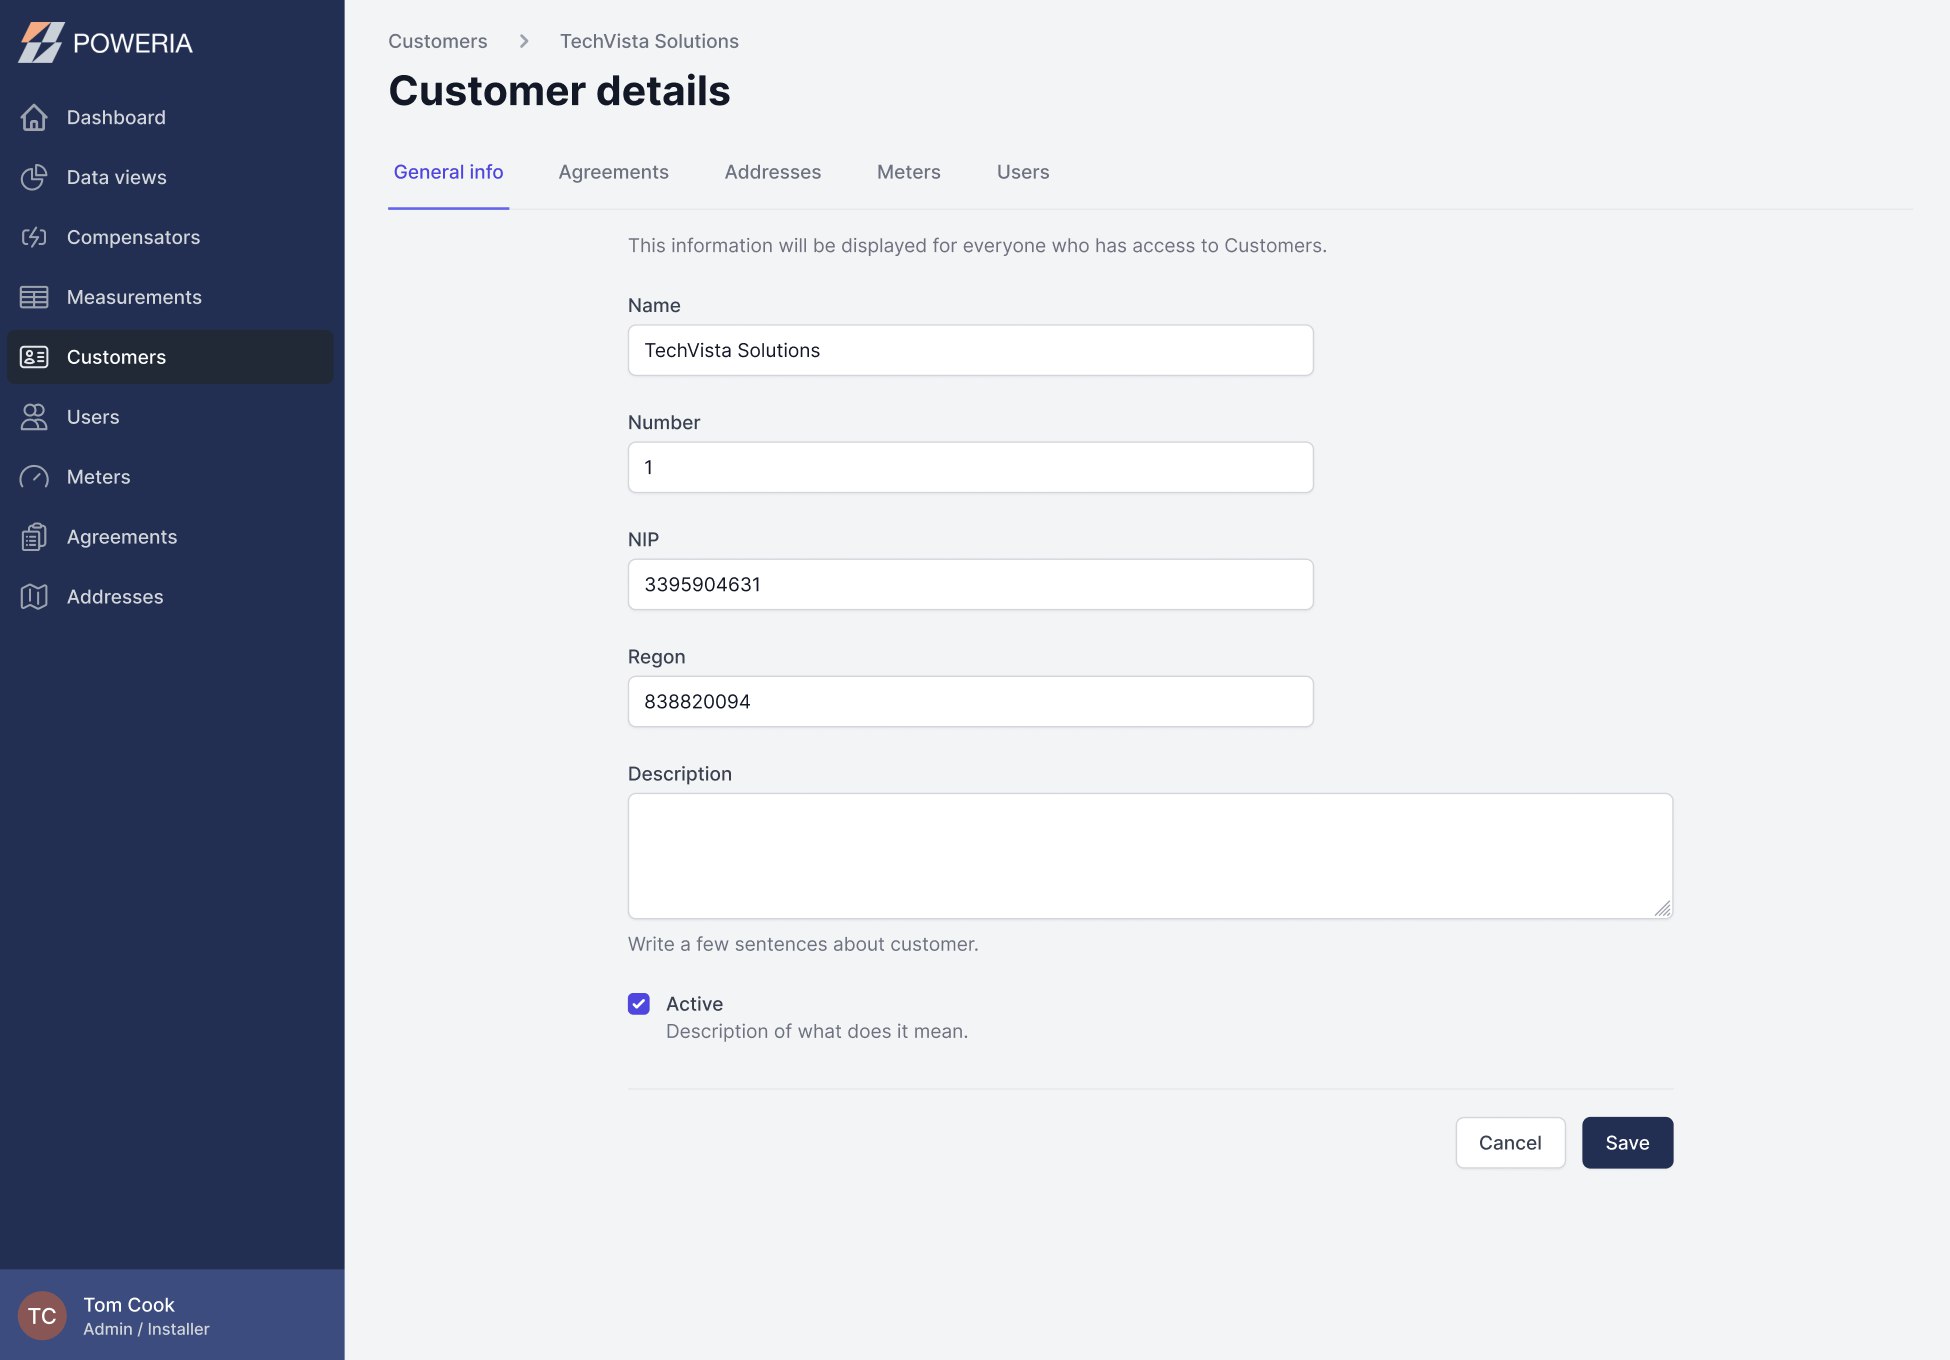 POWERIA
Dashboard
Data views
Compensators
Measurements
Customers
Users
Meters
Agreements
Addresses
TC
Tom Cook
Admin / Installer
Customers > TechVista Solutions
Customer details
General info Agreements Addresses Meters Users
This information will be displayed for everyone who has access to Customers.
Name
TechVista Solutions
Number
1
NIP
3395904631
Regon
838820094
Description
Write a few sentences about customer.
Active
Description of what does it mean.
Cancel Save